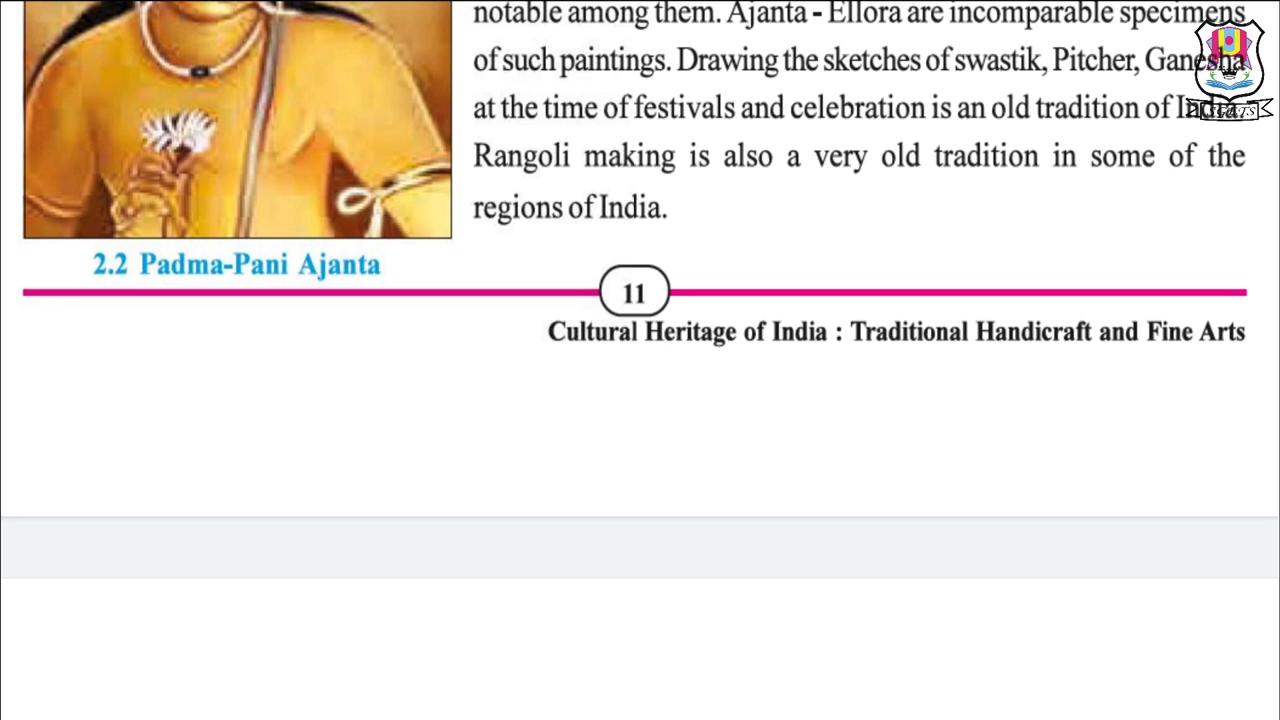 notable among them. Ajanta - Ellora are incomparable specimens
of such paintings. Drawing the sketches of swastik, Pitcher, Ganesha
at the time of festivals and celebration is an old tradition of India.
Rangoli making is also a very old tradition in some of the
regions of India.
2.2 Padma-Pani Ajanta
11
Cultural Heritage of India : Traditional Handicraft and Fine Arts